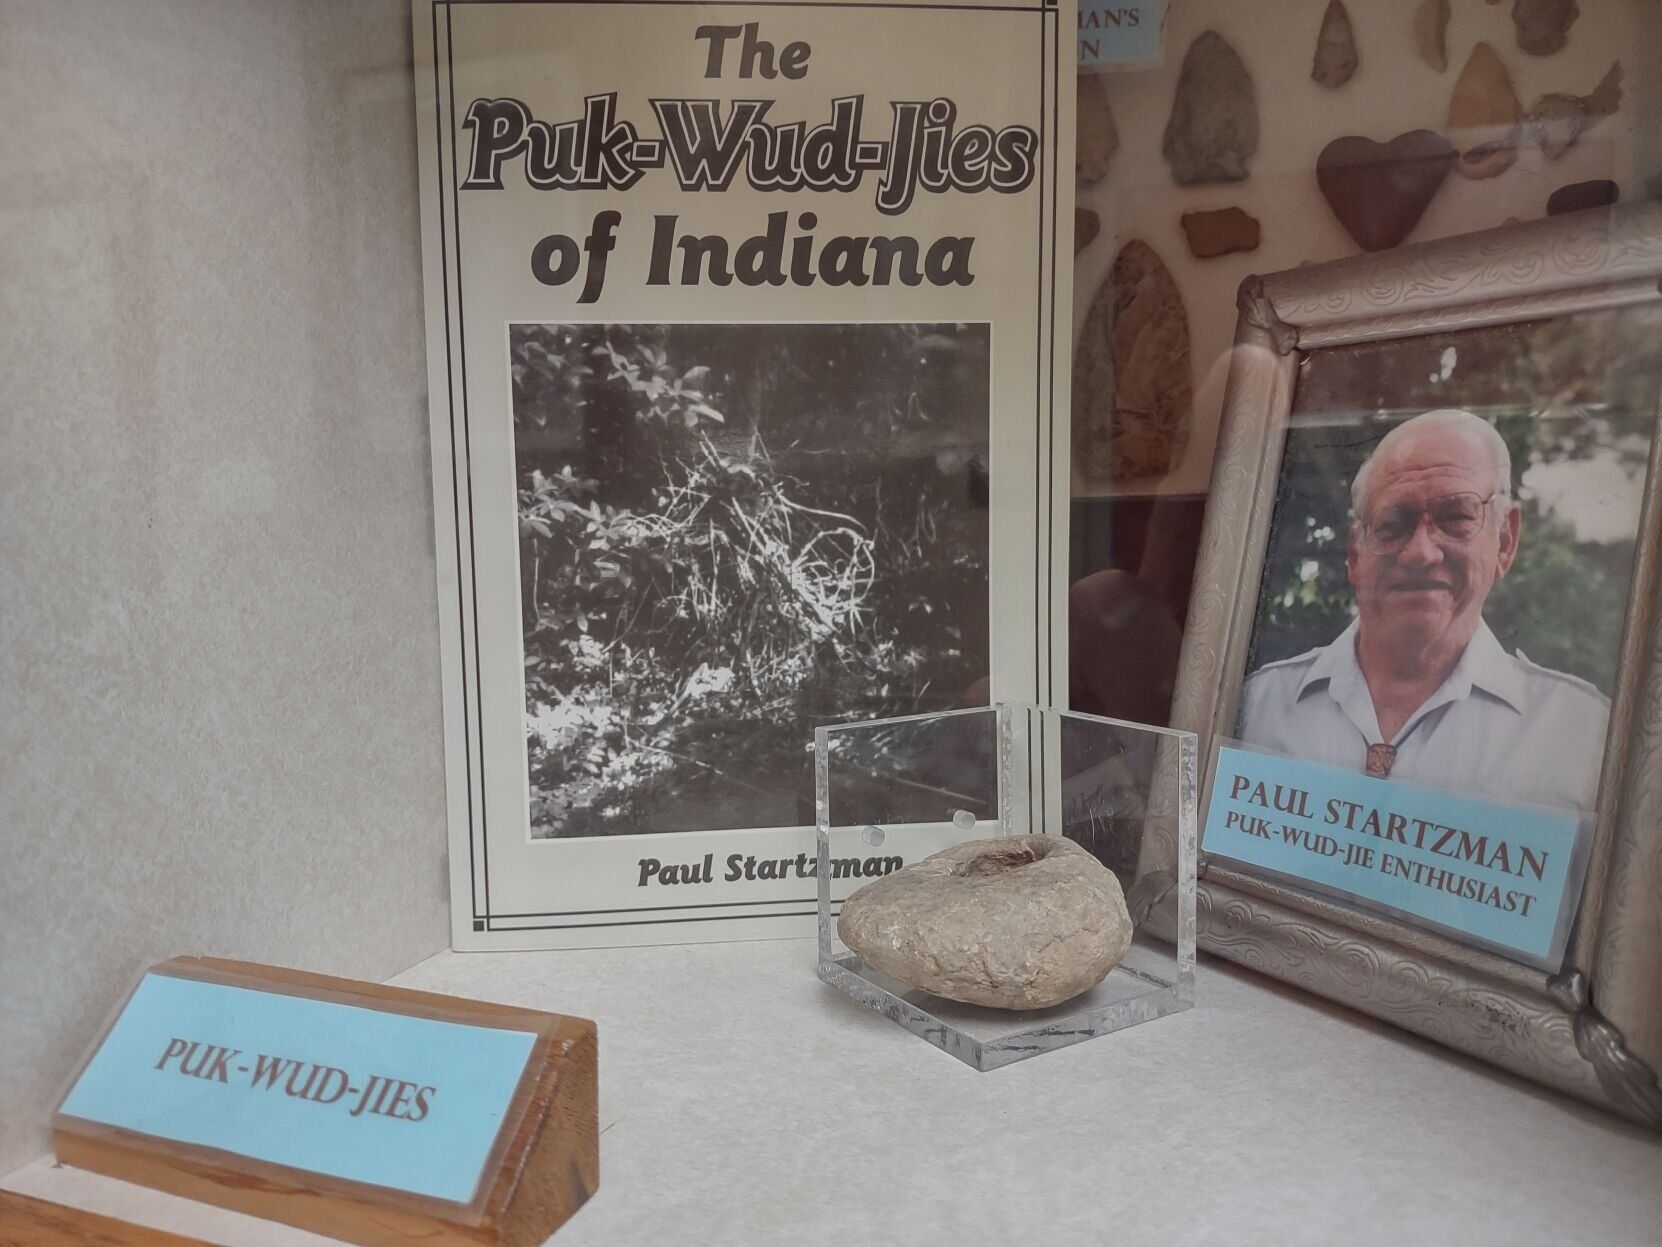 The
Puk-Wud-Jies
of Indiana
Paul Startzman
PUK-WUD-JIES
PAUL STARTZMAN
PUK-WUD-JIE ENTHUSIAST